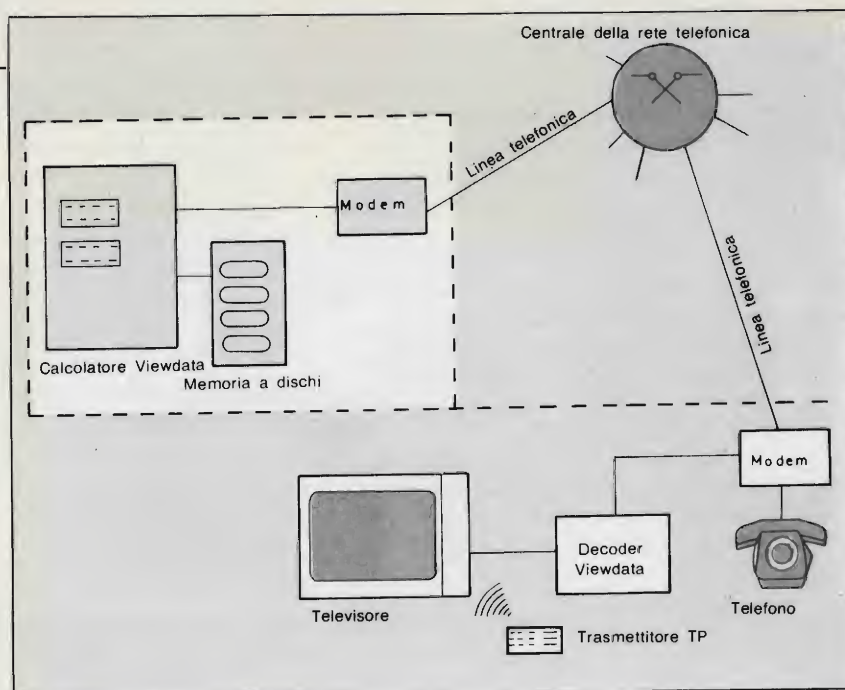 Centrale della rete telefonica
Linea telefonica
Modem
Linea telefonica
Calcolatore Viewdata
Memoria a dischi
Modem
Decoder
Viewdata
Televisore
Telefono
Trasmettitore TP